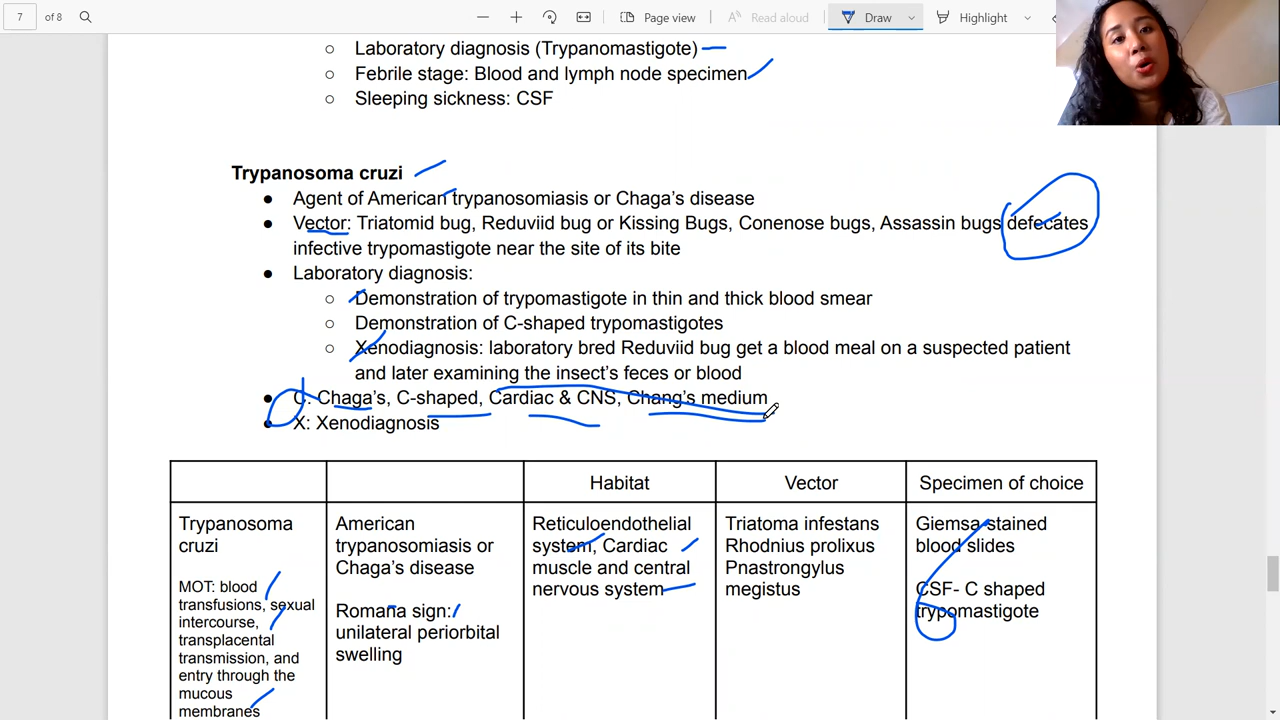 7
of 8
Page view
Read aloud
Draw
Highlight
○ Laboratory diagnosis (Trypanomastigote)
○ Febrile stage: Blood and lymph node specimen
○ Sleeping sickness: CSF
Trypanosoma cruzi
● Agent of American trypanosomiasis or Chaga's disease
● Vector: Triatomid bug, Reduviid bug or Kissing Bugs, Conenose bugs, Assassin bugs defecates
infective trypomastigote near the site of its bite
● Laboratory diagnosis:
○ Demonstration of trypomastigote in thin and thick blood smear
○ Demonstration of C-shaped trypomastigotes
○ Xenodiagnosis: laboratory bred Reduviid bug get a blood meal on a suspected patient
and later examining the insect's feces or blood
● C: Chaga's, C-shaped, Cardiac & CNS, Chang's medium
● X: Xenodiagnosis
Habitat
Vector
Specimen of choice
Trypanosoma
cruzi
MOT: blood
transfusions, sexual
intercourse,
transplacental
transmission, and
entry through the
mucous
membranes
American
trypanosomiasis or
Chaga's disease
Romana sign:
unilateral periorbital
swelling
Reticuloendothelial
system, Cardiac
muscle and central
nervous system
Triatoma infestans
Rhodnius prolixus
Pnastrongylus
megistus
Giemsa stained
blood slides
CSF- C shaped
trypomastigote